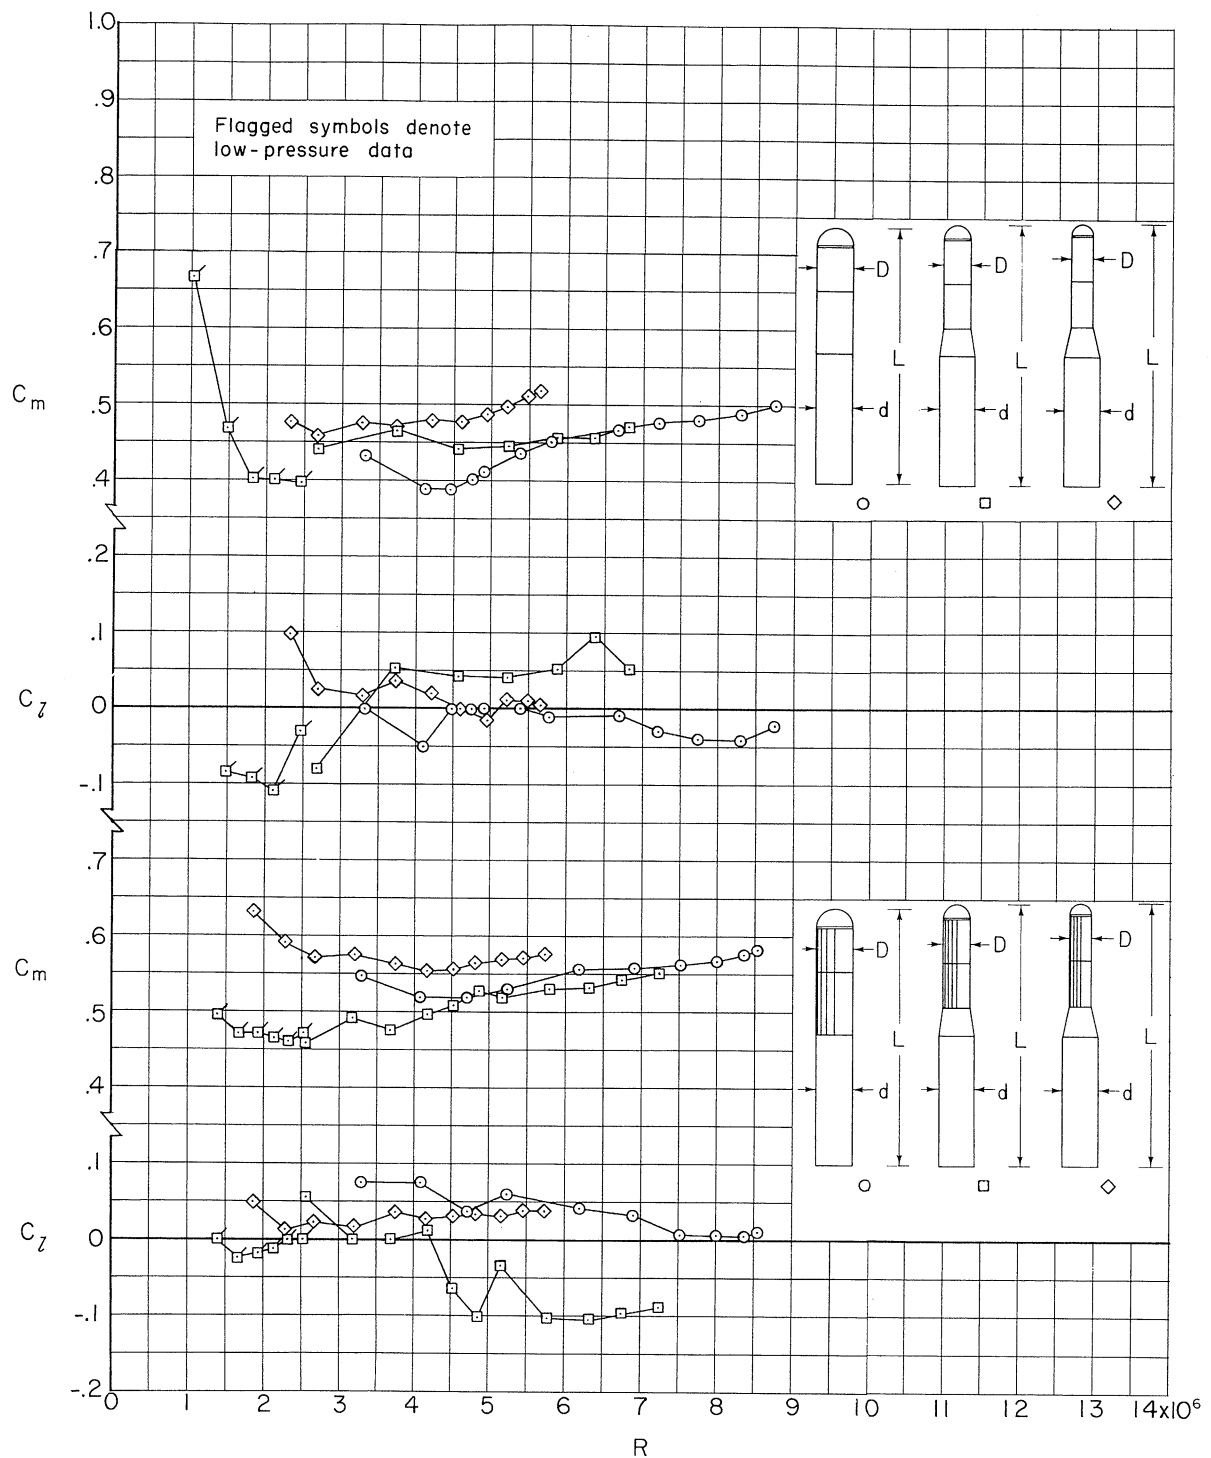 1.0
.9
Flagged symbols denote
low-pressure data
.8
.7
D D D
.6
L L L
C_m
.5
d d d
.4
.2
.1
C_l
0
-.1
.7
.6
D D D
C_m
.5
L L L
.4
d d d
.1
C_l
0
-.1
-.2
0 1 2 3 4 5 6 7 8 9 10 11 12 13 14x10⁶
R